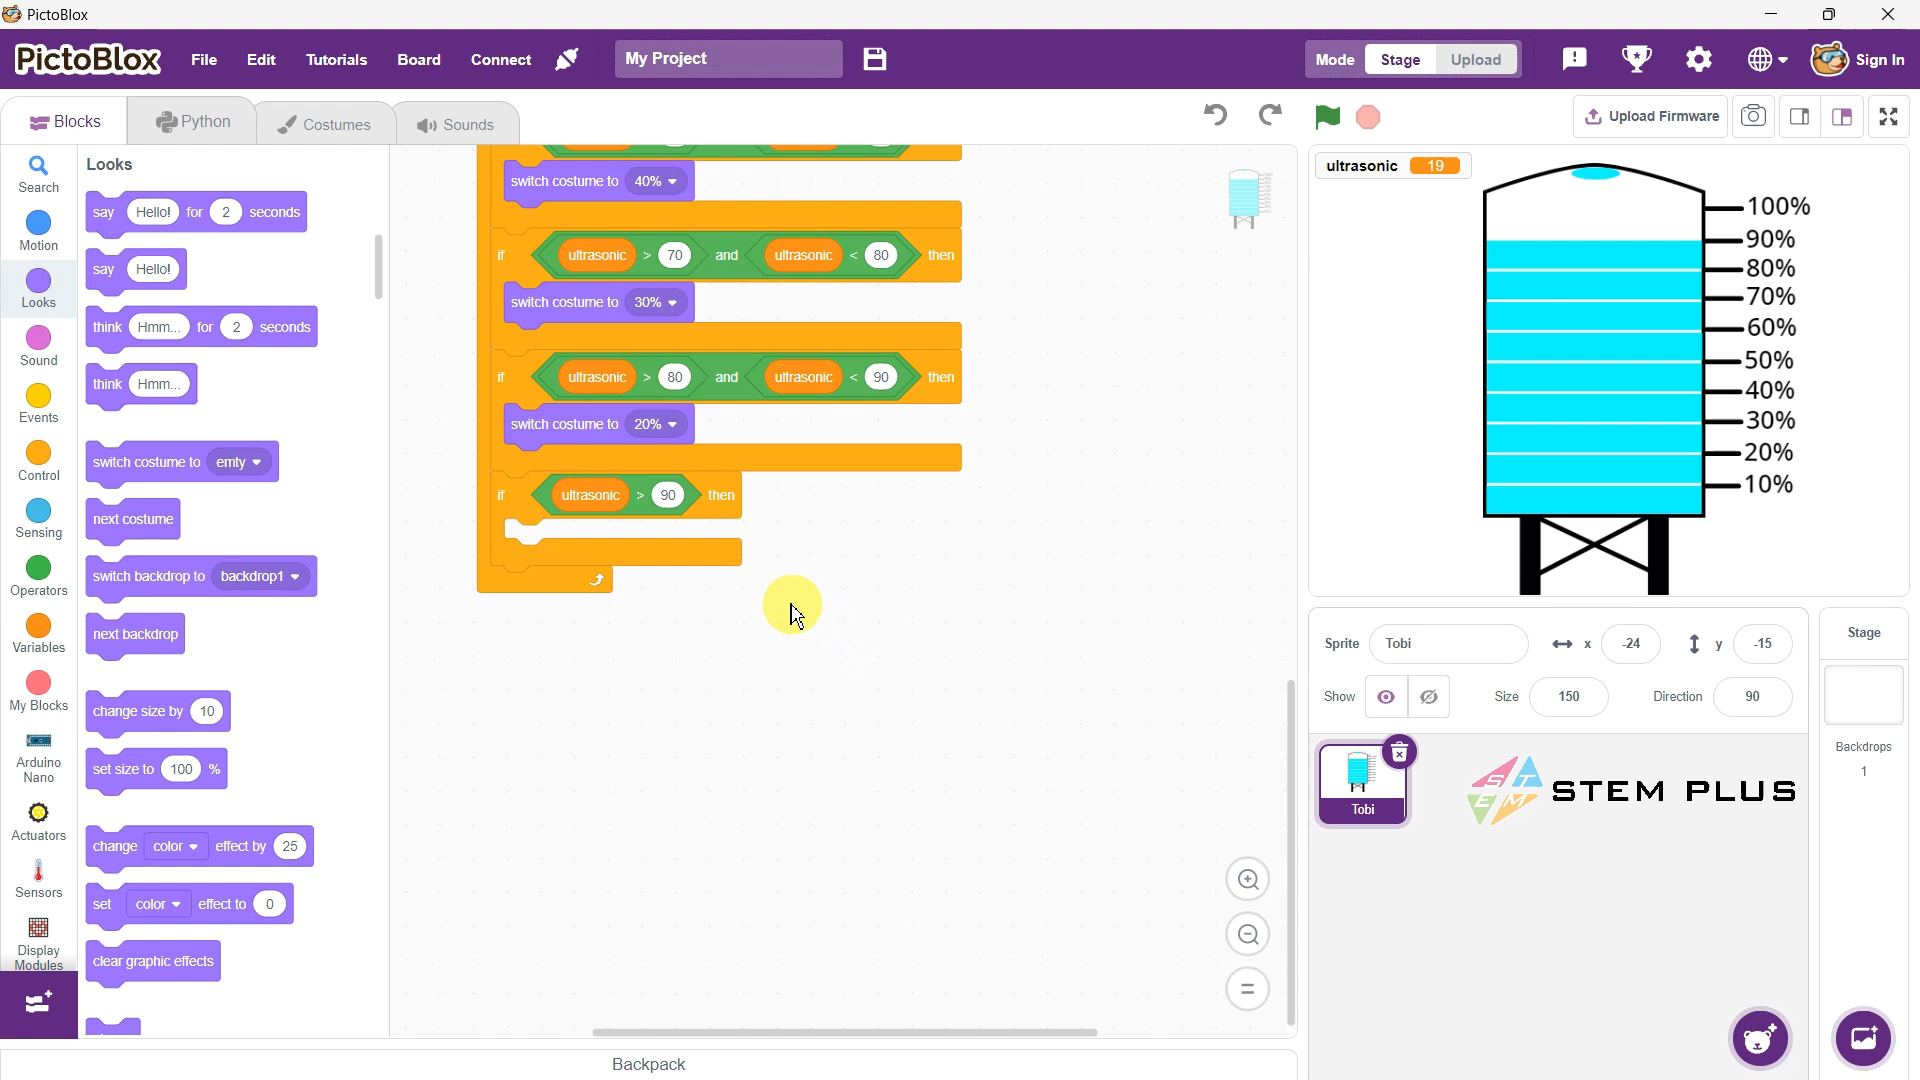 PictoBlox
PictoBlox File Edit Tutorials Board Connect My Project Mode Stage Upload Sign In
Blocks Python Costumes Sounds Upload Firmware
Search
Motion
Looks
Sound
Events
Control
Sensing
Operators
Variables
My Blocks
Arduino
Nano
Actuators
Sensors
Display
Modules
Looks
say Hello! for 2 seconds
say Hello!
think Hmm... for 2 seconds
think Hmm...
switch costume to emty
next costume
switch backdrop to backdrop1
next backdrop
change size by 10
set size to 100 %
change color effect by 25
set color effect to 0
clear graphic effects
switch costume to 40%
if ultrasonic > 70 and ultrasonic < 80 then
switch costume to 30%
if ultrasonic > 80 and ultrasonic < 90 then
switch costume to 20%
if ultrasonic > 90 then
Backpack
ultrasonic 19
100%
90%
80%
70%
60%
50%
40%
30%
20%
10%
Sprite Tobi x -24 y -15
Show Size 150 Direction 90
Tobi
STEM
STEM PLUS
Stage
Backdrops
1